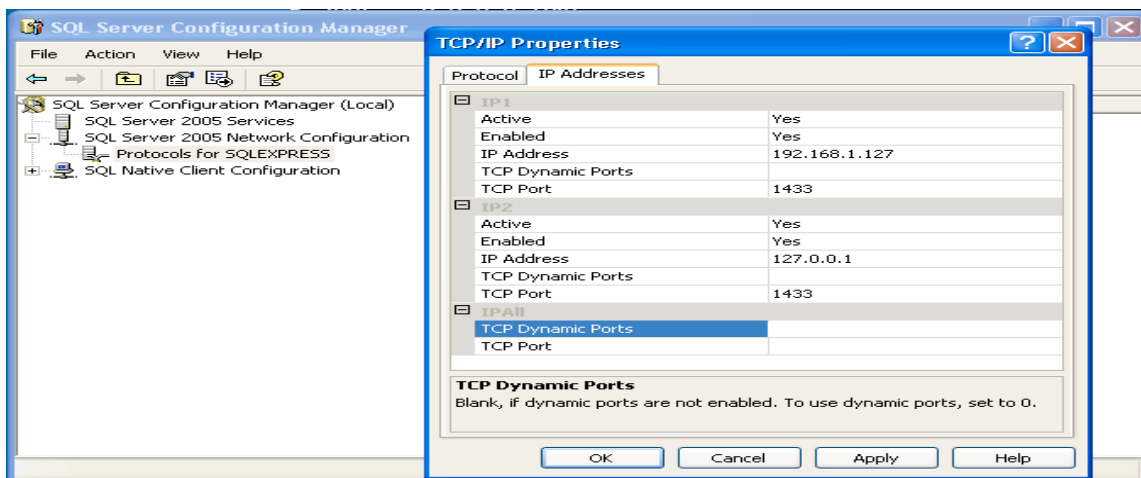 SQL Server Configuration Manager
File Action View Help
SQL Server Configuration Manager (Local)
SQL Server 2005 Services
SQL Server 2005 Network Configuration
Protocols for SQLEXPRESS
SQL Native Client Configuration
TCP/IP Properties
Protocol IP Addresses
IP1
Active Yes
Enabled Yes
IP Address 192.168.1.127
TCP Dynamic Ports
TCP Port 1433
IP2
Active Yes
Enabled Yes
IP Address 127.0.0.1
TCP Dynamic Ports
TCP Port 1433
IPAll
TCP Dynamic Ports
TCP Port
TCP Dynamic Ports
Blank, if dynamic ports are not enabled. To use dynamic ports, set to 0.
OK Cancel Apply Help